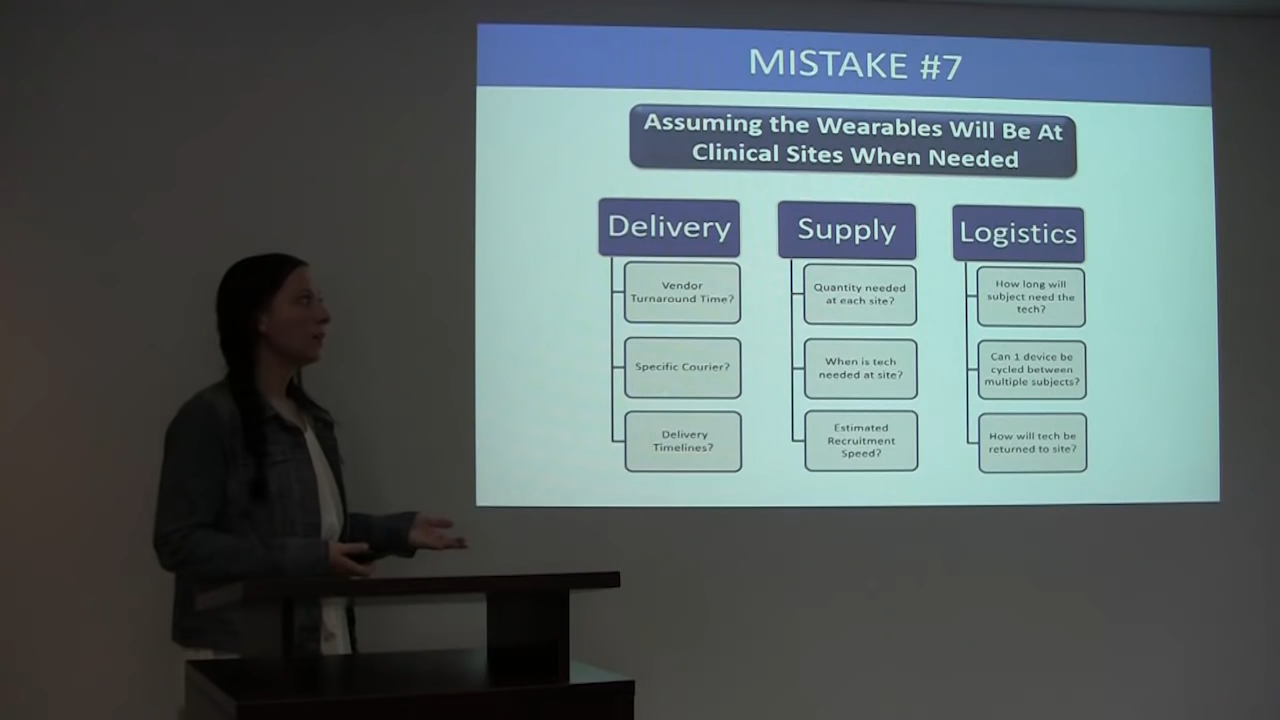 MISTAKE #7
Assuming the Wearables Will Be At
Clinical Sites When Needed
Delivery
Vendor
Turnaround Time?
Specific Courier?
Delivery
Timelines?
Supply
Quantity needed
at each site?
When is tech
needed at site?
Estimated
Recruitment
Speed?
Logistics
How long will
subject need the
tech?
Can 1 device be
cycled between
multiple subjects?
How will tech be
returned to site?